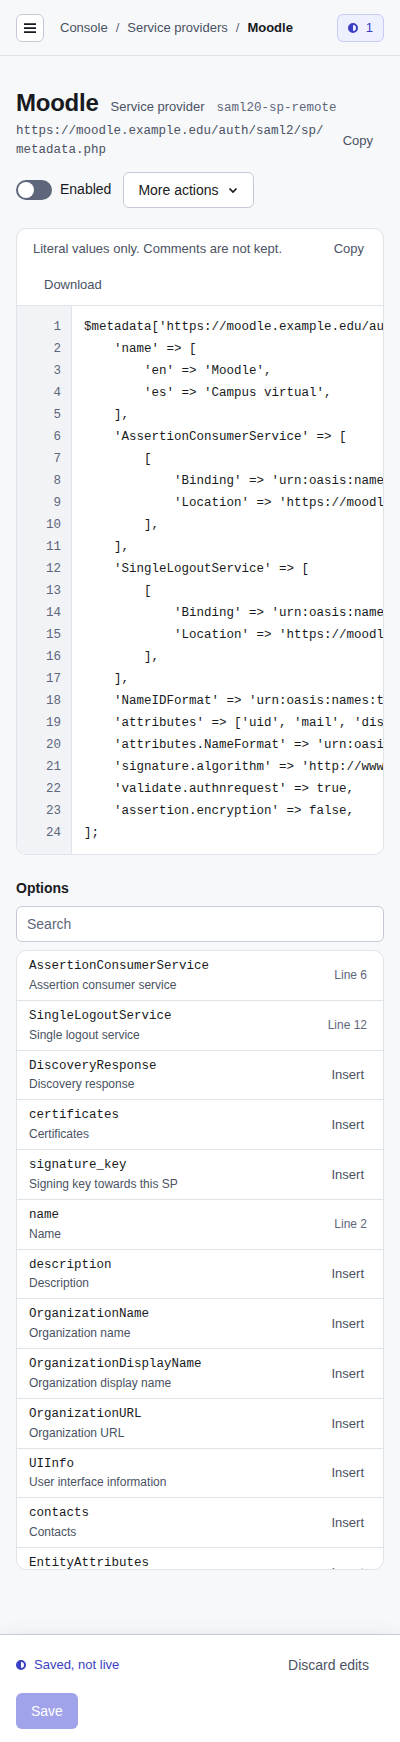 Console / Service providers / Moodle
1
Moodle Service provider saml20-sp-remote
https://moodle.example.edu/auth/saml2/sp/
metadata.php
Copy
Enabled
More actions
Literal values only. Comments are not kept.
Copy
Download
1 $metadata['https://moodle.example.edu/au
2 'name' => [
3 'en' => 'Moodle',
4 'es' => 'Campus virtual',
5 ],
6 'AssertionConsumerService' => [
7 [
8 'Binding' => 'urn:oasis:name
9 'Location' => 'https://moodl
10 ],
11 ],
12 'SingleLogoutService' => [
13 [
14 'Binding' => 'urn:oasis:name
15 'Location' => 'https://moodl
16 ],
17 ],
18 'NameIDFormat' => 'urn:oasis:names:t
19 'attributes' => ['uid', 'mail', 'dis
20 'attributes.NameFormat' => 'urn:oasi
21 'signature.algorithm' => 'http://www
22 'validate.authnrequest' => true,
23 'assertion.encryption' => false,
24 ];
Options
Search
AssertionConsumerService
Assertion consumer service
Line 6
SingleLogoutService
Single logout service
Line 12
DiscoveryResponse
Discovery response
Insert
certificates
Certificates
Insert
signature_key
Signing key towards this SP
Insert
name
Name
Line 2
description
Description
Insert
OrganizationName
Organization name
Insert
OrganizationDisplayName
Organization display name
Insert
OrganizationURL
Organization URL
Insert
UIInfo
User interface information
Insert
contacts
Contacts
Insert
EntityAttributes
Saved, not live
Discard edits
Save